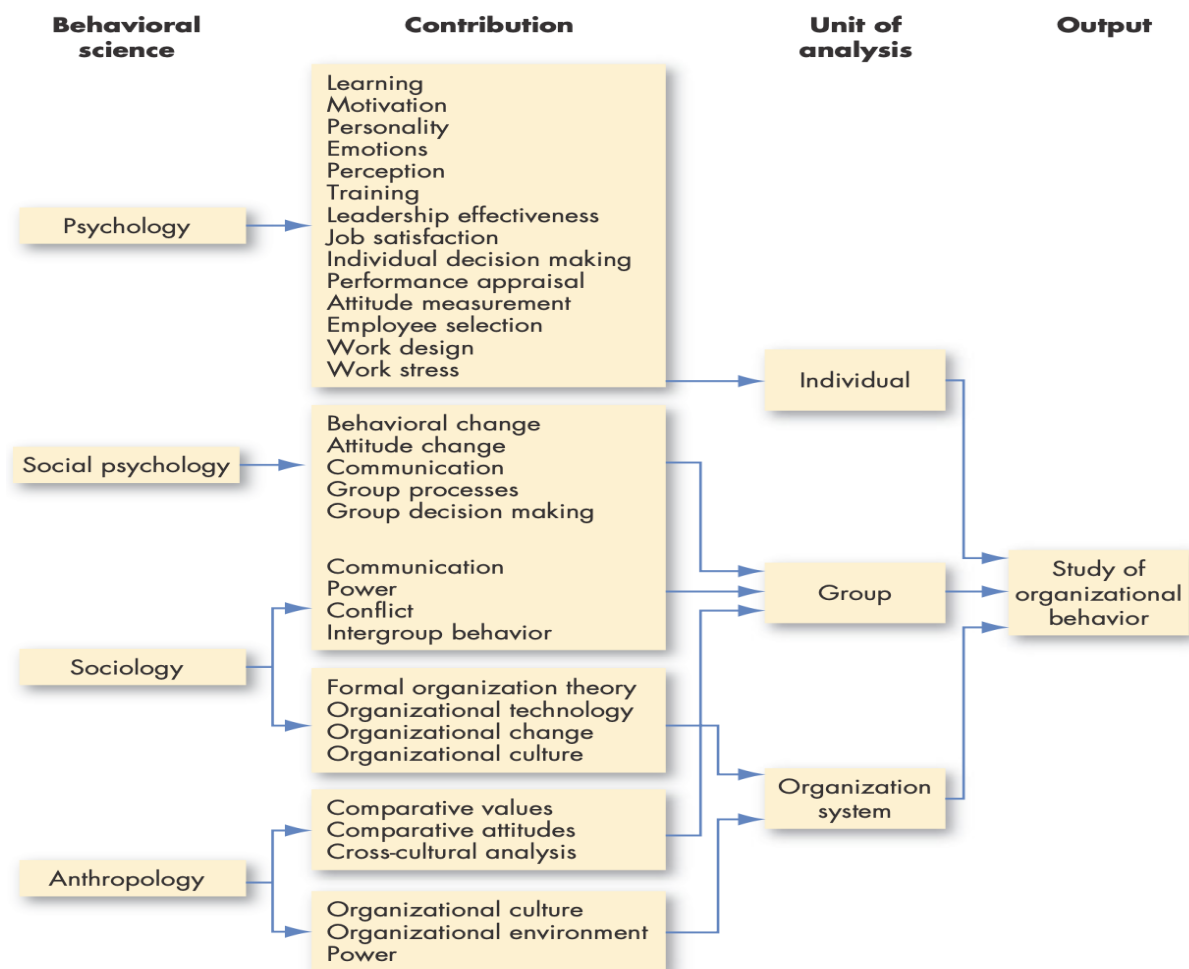 Behavioral
science
Contribution
Unit of
analysis
Output
Psychology
Learning
Motivation
Personality
Emotions
Perception
Training
Leadership effectiveness
Job satisfaction
Individual decision making
Performance appraisal
Attitude measurement
Employee selection
Work design
Work stress
Individual
Social psychology
Behavioral change
Attitude change
Communication
Group processes
Group decision making
Communication
Power
Conflict
Intergroup behavior
Group
Study of
organizational
behavior
Sociology
Formal organization theory
Organizational technology
Organizational change
Organizational culture
Organization
system
Comparative values
Comparative attitudes
Cross-cultural analysis
Anthropology
Organizational culture
Organizational environment
Power